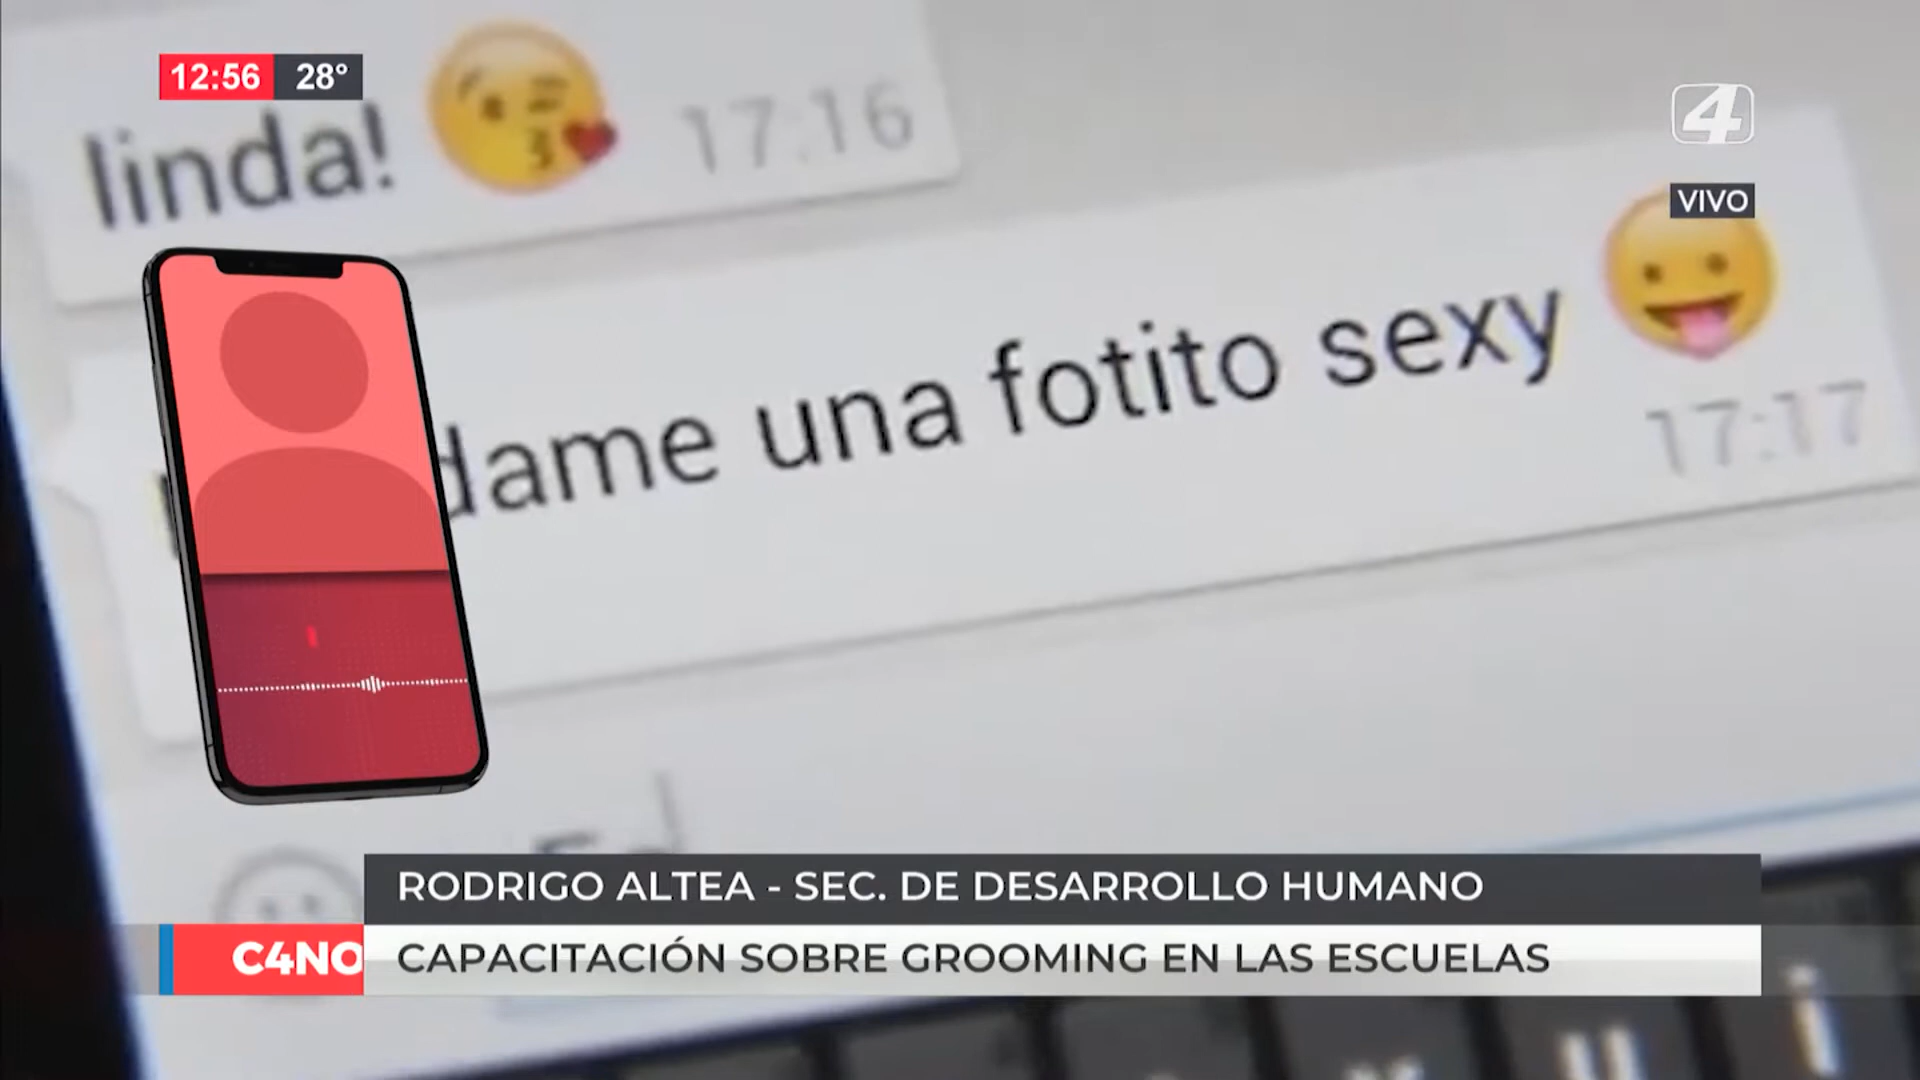 12:56 28°
4
VIVO
linda! 17:16
dame una fotito sexy
17:17
RODRIGO ALTEA - SEC. DE DESARROLLO HUMANO
C4NO
CAPACITACIÓN SOBRE GROOMING EN LAS ESCUELAS
u i